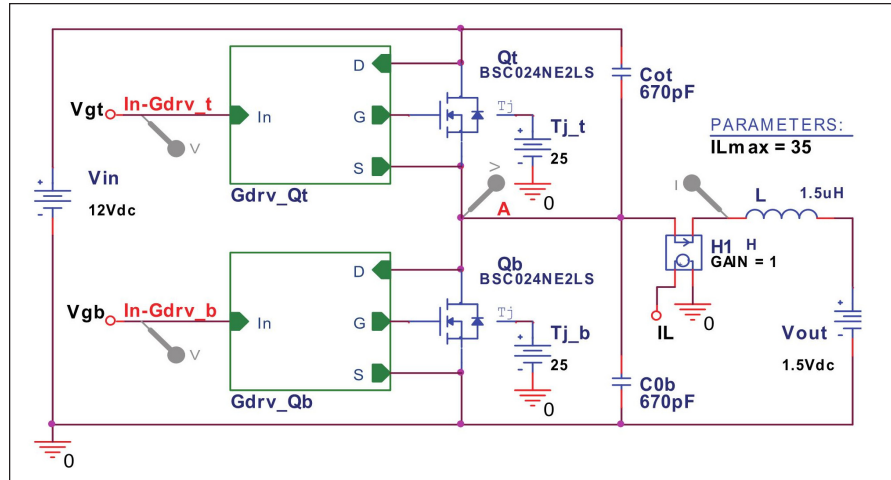 Qt
BSC024NE2LS
D
Cot
670pF
Vgt
In-Gdrv_t
In
G
Tj
Tj_t
PARAMETERS:
ILmax = 35
V
25
S
V
I
Vin
Gdrv_Qt
0
L
1.5uH
12Vdc
A
Qb
BSC024NE2LS
H1
H
GAIN = 1
D
Vgb
In-Gdrv_b
In
G
Tj
Tj_b
IL
0
Vout
V
25
1.5Vdc
S
C0b
670pF
Gdrv_Qb
0
0